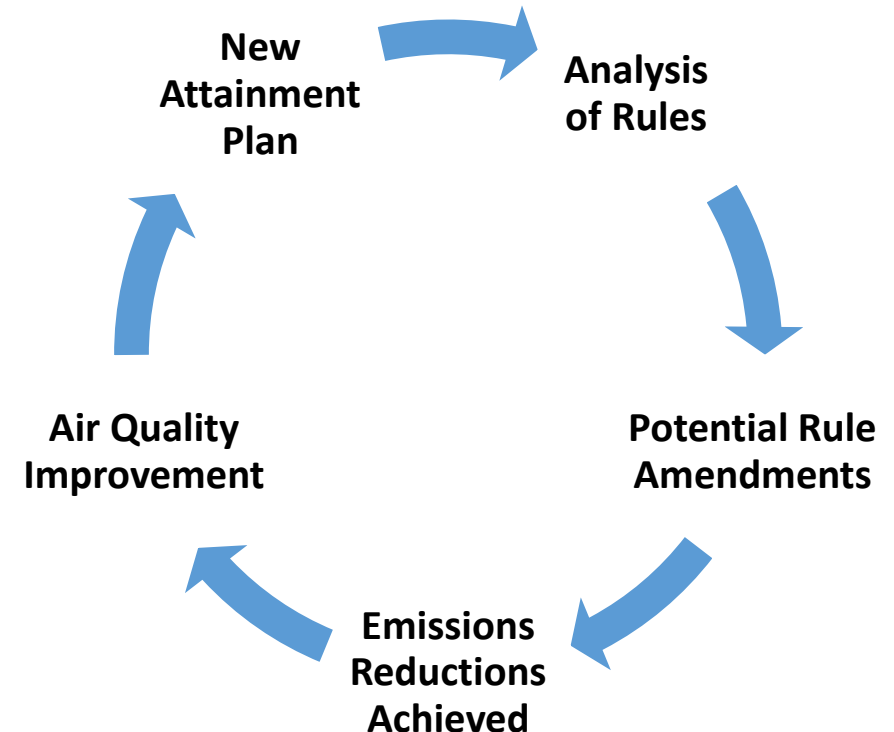 New
Attainment
Plan
Analysis
of Rules
Potential Rule
Amendments
Emissions
Reductions
Achieved
Air Quality
Improvement